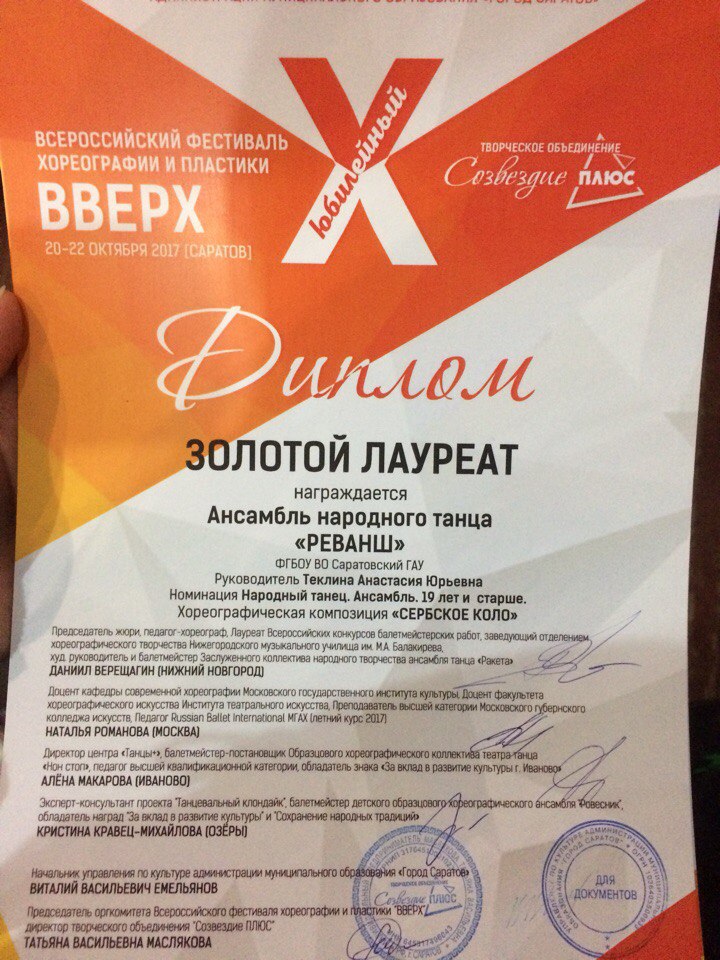 АДМИНИСТРАЦИИ МУНИЦИПАЛЬНОГО ОБРАЗОВАНИЯ «ГОРОД САРАТОВ»
X
юбилейный
ВСЕРОССИЙСКИЙ ФЕСТИВАЛЬ
ХОРЕОГРАФИИ И ПЛАСТИКИ
ВВЕРХ
20-22 ОКТЯБРЯ 2017 [САРАТОВ]
ТВОРЧЕСКОЕ ОБЪЕДИНЕНИЕ
Созвездие ПЛЮС
Диплом
ЗОЛОТОЙ ЛАУРЕАТ
награждается
Ансамбль народного танца
«РЕВАНШ»
ФГБОУ ВО Саратовский ГАУ
Руководитель Теклина Анастасия Юрьевна
Номинация Народный танец. Ансамбль. 19 лет и старше.
Хореографическая композиция «СЕРБСКОЕ КОЛО»
Председатель жюри, педагог-хореограф, Лауреат Всероссийских конкурсов балетмейстерских работ, заведующий отделением
хореографического творчества Нижегородского музыкального училища им. М.А. Балакирева,
худ. руководитель и балетмейстер Заслуженного коллектива народного творчества ансамбля танца «Ракета»
ДАНИИЛ ВЕРЕЩАГИН (НИЖНИЙ НОВГОРОД)
Доцент кафедры современной хореографии Московского государственного института культуры, Доцент факультета
хореографического искусства Института театрального искусства, Преподаватель высшей категории Московского губернского
колледжа искусств, Педагог Russian Ballet International МГАХ (летний курс 2017)
НАТАЛЬЯ РОМАНОВА (МОСКВА)
Директор центра «Танцы+», балетмейстер-постановщик Образового хореографического коллектива театра танца
«Нон стоп», педагог высшей квалификационной категории, обладатель знака «За вклад в развитие культуры г. Иваново»
АЛЁНА МАКАРОВА (ИВАНОВО)
Эксперт-консультант проекта "Танцевальный клондайк", балетмейстер детского образцового хореографического ансамбля "Ровесник",
обладатель наград "За вклад в развитие культуры" и "Сохранение народных традиций"
КРИСТИНА КРАВЕЦ-МИХАЙЛОВА (ОЗЁРЫ)
Начальник управления по культуре администрации муниципального образования «Город Саратов»
ВИТАЛИЙ ВАСИЛЬЕВИЧ ЕМЕЛЬЯНОВ
Председатель оргкомитета Всероссийского фестиваля хореографии и пластики "ВВЕРХ",
директор творческого объединения "Созвездие ПЛЮС"
ТАТЬЯНА ВАСИЛЬЕВНА МАСЛЯКОВА
Созвездие ПЛЮС
ДЛЯ
ДОКУМЕНТОВ